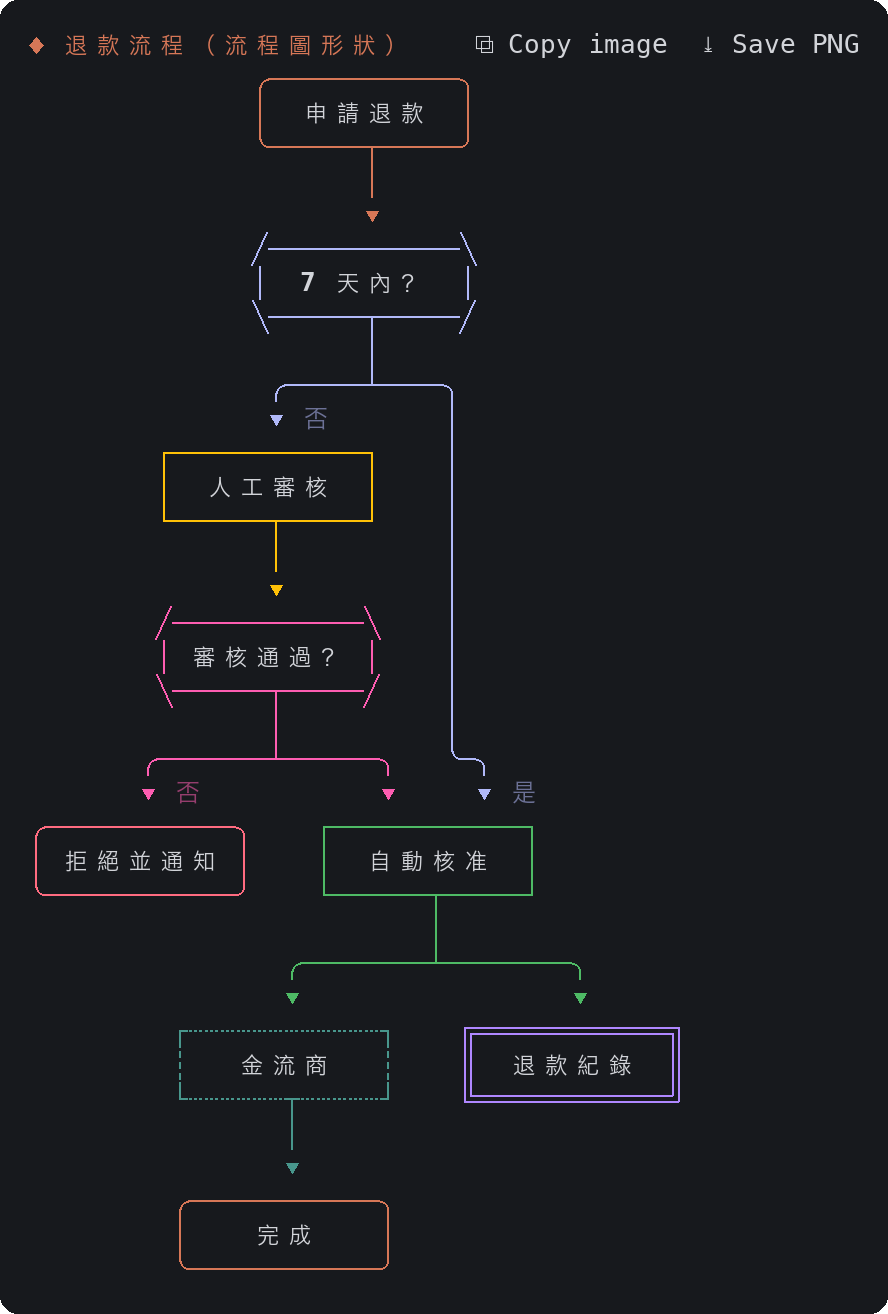 ◆ 退款流程（流程圖形狀） Copy image Save PNG
申請退款
7 天內?
否
人工審核
審核通過?
否
是
拒絕並通知
自動核准
金流商
退款紀錄
完成